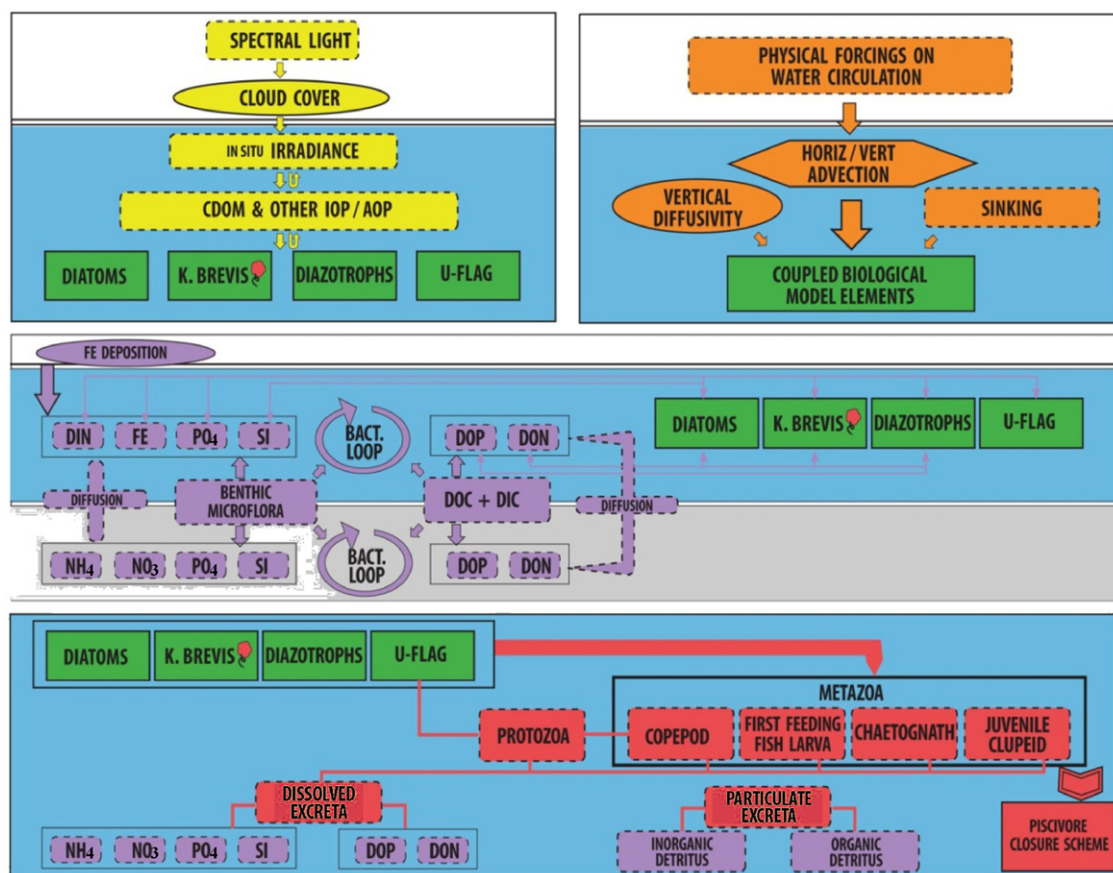 SPECTRAL LIGHT
CLOUD COVER
IN SITU IRRADIANCE
CDOM & OTHER IOP / AOP
DIATOMS
K. BREVIS
DIAZOTROPHS
U-FLAG
PHYSICAL FORCINGS ON
WATER CIRCULATION
HORIZ / VERT
ADVECTION
VERTICAL
DIFFUSIVITY
SINKING
COUPLED BIOLOGICAL
MODEL ELEMENTS
FE DEPOSITION
DIN
FE
PO4
SI
BACT.
LOOP
DOP
DON
DIATOMS
K. BREVIS
DIAZOTROPHS
U-FLAG
DIFFUSION
BENTHIC
MICROFLORA
DOC + DIC
DIFFUSION
NH4
NO3
PO4
SI
BACT.
LOOP
DOP
DON
DIATOMS
K. BREVIS
DIAZOTROPHS
U-FLAG
METAZOA
PROTOZOA
COPEPOD
FIRST FEEDING
FISH LARVA
CHAETOGNATH
JUVENILE
CLUPEID
DISSOLVED
EXCRETA
PARTICULATE
EXCRETA
NH4
NO3
PO4
SI
DOP
DON
INORGANIC
DETRITUS
ORGANIC
DETRITUS
PISCIVORE
CLOSURE SCHEME